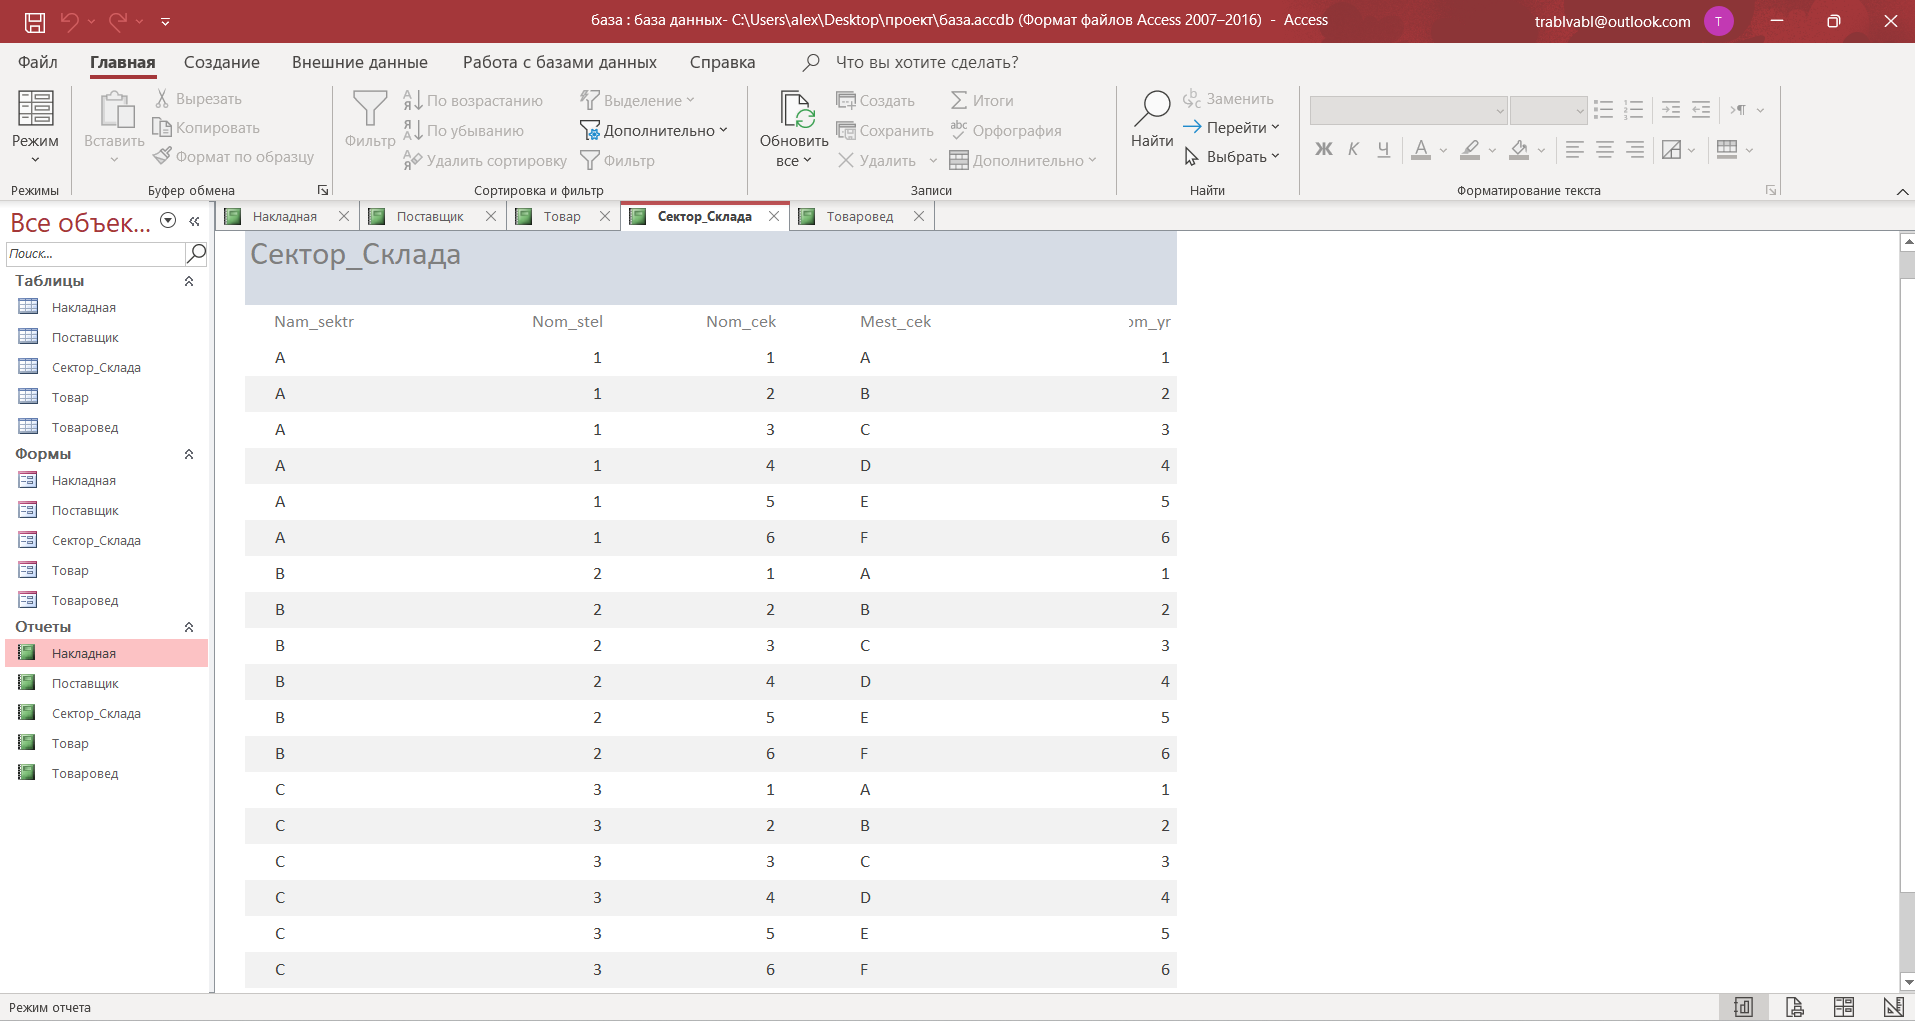 база : база данных- C:\Users\alex\Desktop\проект\база.accdb (Формат файлов Access 2007–2016) - Access
trablvabl@outlook.com
T
Файл Главная Создание Внешние данные Работа с базами данных Справка Что вы хотите сделать?
Режим
Режимы
Вставить
Вырезать
Копировать
Формат по образцу
Буфер обмена
Фильтр
По возрастанию
По убыванию
Удалить сортировку
Выделение
Дополнительно
Фильтр
Сортировка и фильтр
Обновить
все
Создать
Сохранить
Удалить
Итоги
Орфография
Дополнительно
Записи
Найти
Заменить
Перейти
Выбрать
Найти
Ж К Ч А
Форматирование текста
Все объек...
Поиск...
Таблицы
Накладная
Поставщик
Сектор_Склада
Товар
Товаровед
Формы
Накладная
Поставщик
Сектор_Склада
Товар
Товаровед
Отчеты
Накладная
Поставщик
Сектор_Склада
Товар
Товаровед
Накладная Поставщик Товар Сектор_Склада Товаровед
Сектор_Склада
Nam_sektr Nom_stel Nom_cek Mest_cek om_yr
A 1 1 A 1
A 1 2 B 2
A 1 3 C 3
A 1 4 D 4
A 1 5 E 5
A 1 6 F 6
B 2 1 A 1
B 2 2 B 2
B 2 3 C 3
B 2 4 D 4
B 2 5 E 5
B 2 6 F 6
C 3 1 A 1
C 3 2 B 2
C 3 3 C 3
C 3 4 D 4
C 3 5 E 5
C 3 6 F 6
Режим отчета